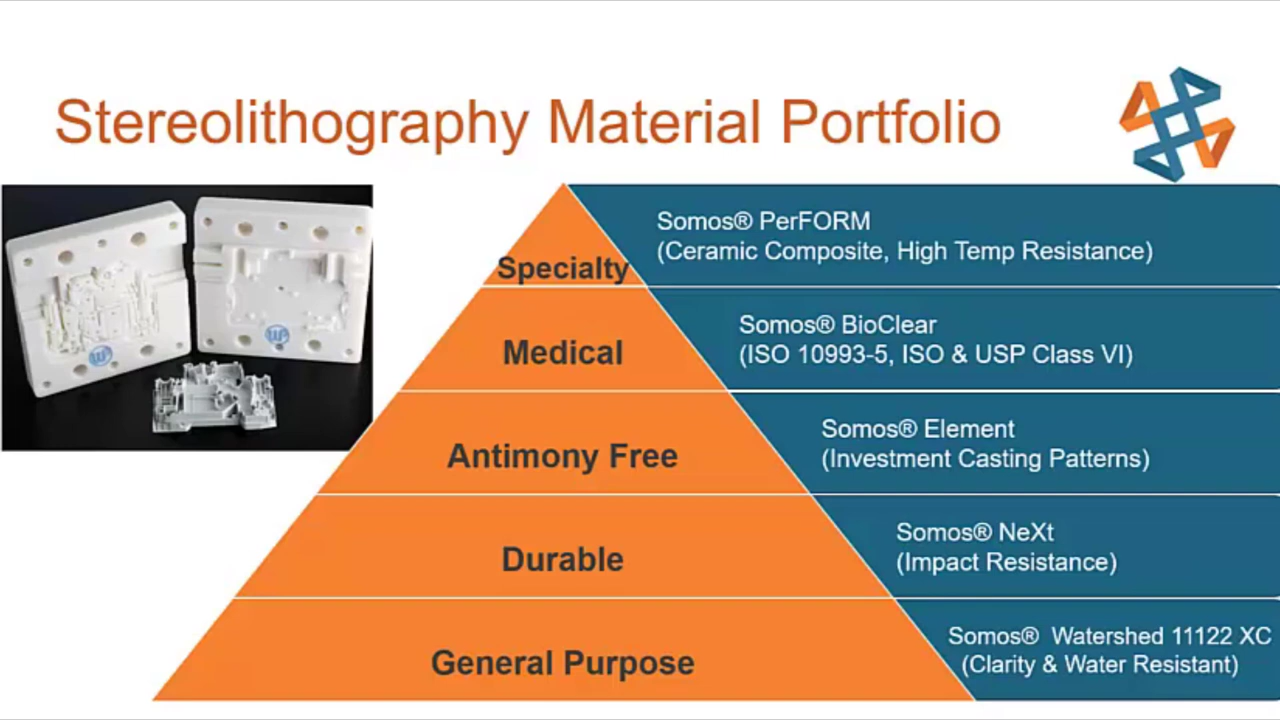 Stereolithography Material Portfolio
Specialty
Somos® PerFORM
(Ceramic Composite, High Temp Resistance)
Medical
Somos® BioClear
(ISO 10993-5, ISO & USP Class VI)
Antimony Free
Somos® Element
(Investment Casting Patterns)
Durable
Somos® NeXt
(Impact Resistance)
General Purpose
Somos® Watershed 11122 XC
(Clarity & Water Resistant)